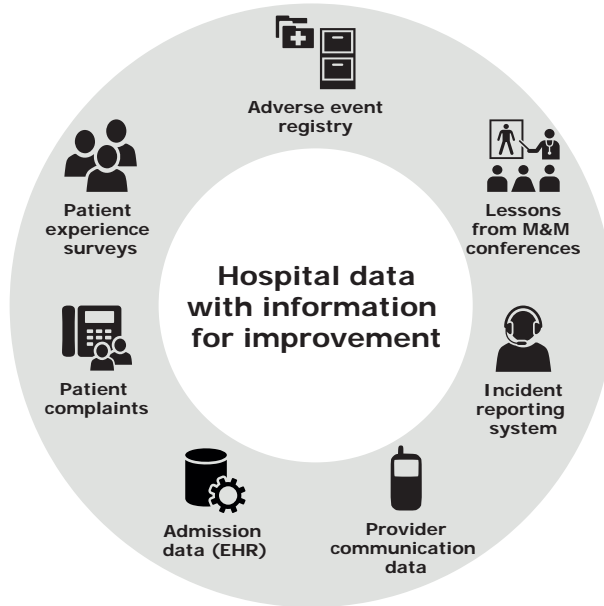 Adverse event
registry
Lessons
from M&M
conferences
Incident
reporting
system
Provider
communication
data
Admission
data (EHR)
Patient
complaints
Patient
experience
surveys
Hospital data
with information
for improvement